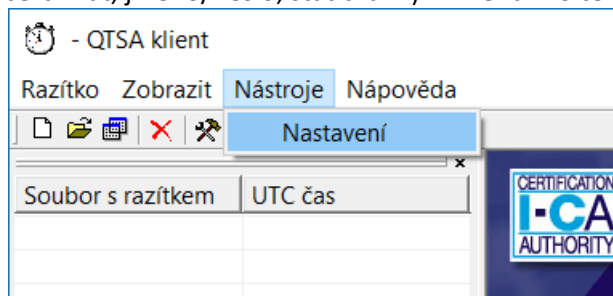 - QTSA klient
Razítko Zobrazit Nástroje Nápověda
Nastavení
Soubor s razítkem UTC čas
CERTIFICATION
I-CA
AUTHORITY